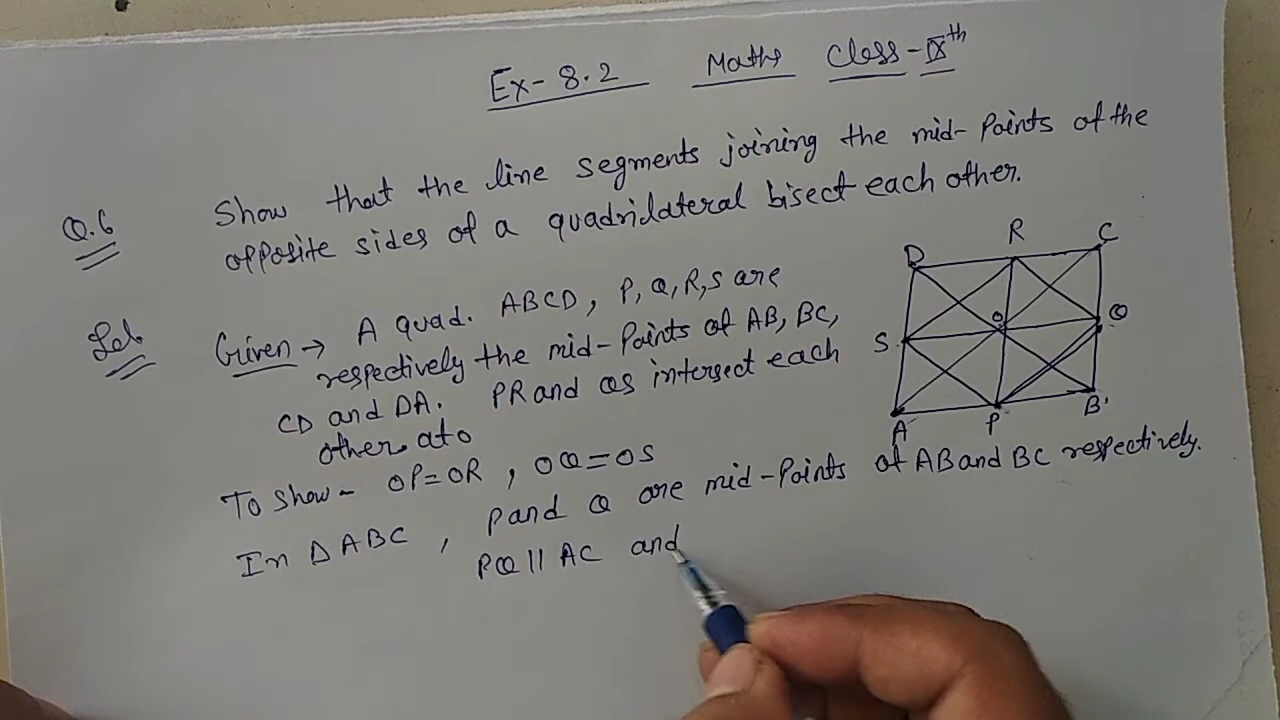 Ex- 8.2 Maths Class - IXth
Q.6 Show that the line segments joining the mid-Points of the
opposite sides of a quadrilateral bisect each other.
Sol. Given → A quad. ABCD, P, Q, R, S are
respectively the mid-Points of AB, BC,
CD and DA. PR and QS intersect each
other at O
To show - OP=OR, OQ=OS
In Δ ABC, P and Q are mid-Points of AB and BC respectively.
PQ || AC and
D R C
S O Q
A P B